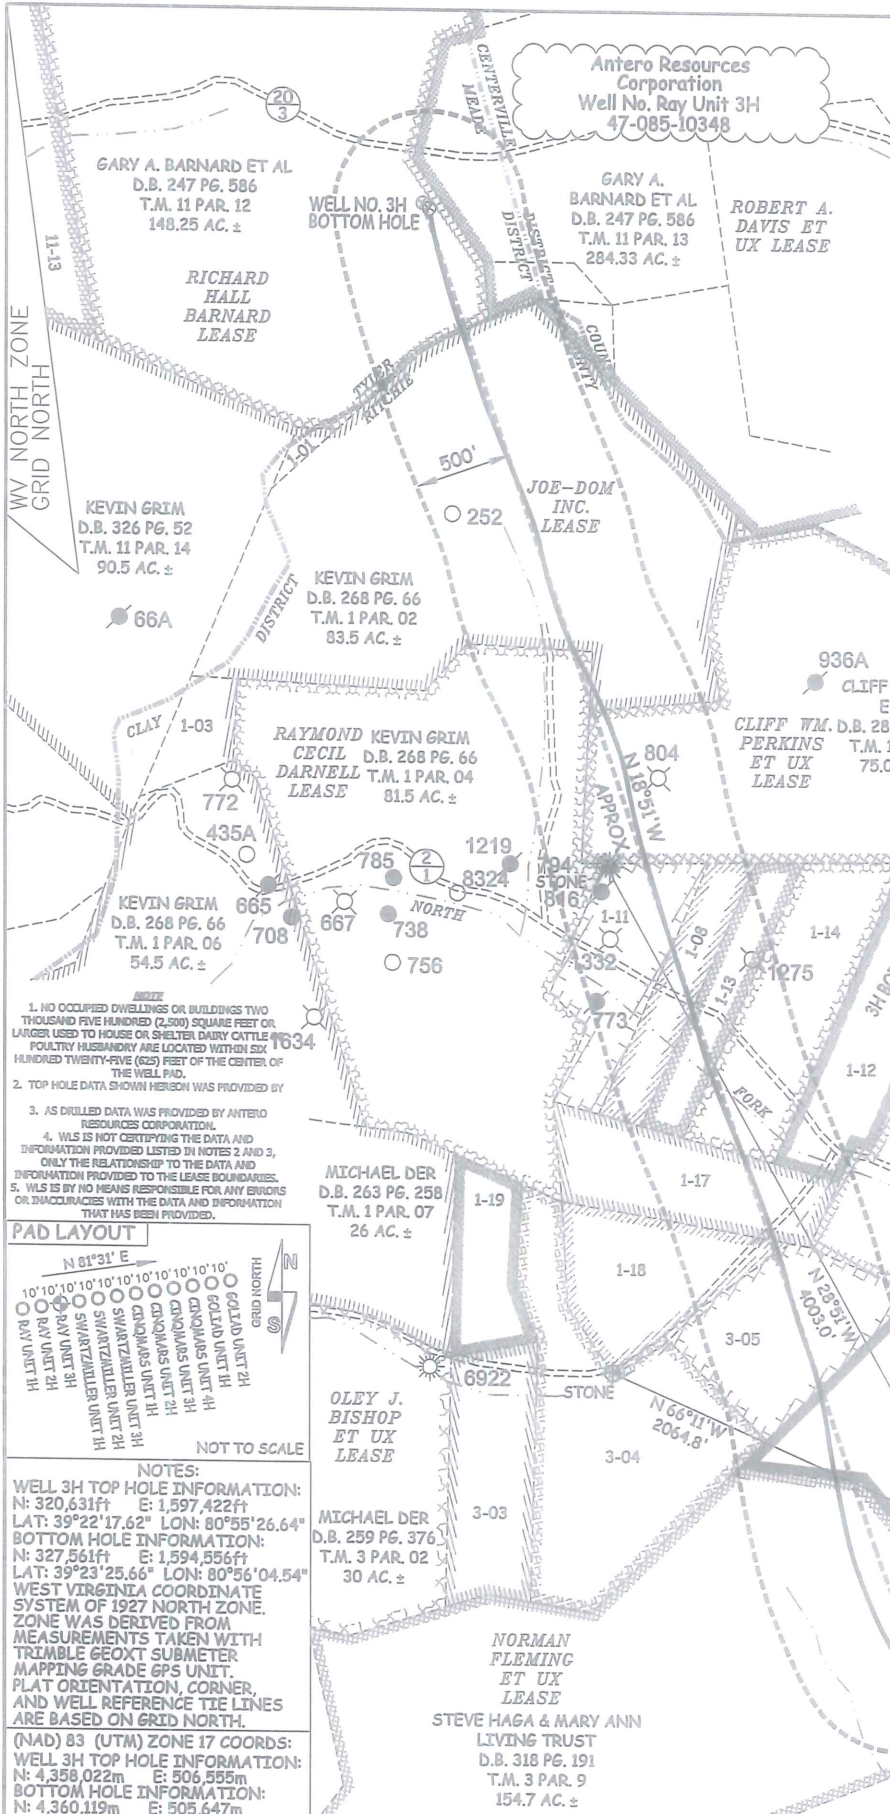 Antero Resources
Corporation
Well No. Ray Unit 3H
47-085-10348
CENTERVILLE
MEADE
DISTRICT
DISTRICT
20
3
GARY A. BARNARD ET AL
D.B. 247 PG. 586
T.M. 11 PAR. 12
148.25 AC. ±
WELL NO. 3H
BOTTOM HOLE
GARY A.
BARNARD ET AL
D.B. 247 PG. 586
T.M. 11 PAR. 13
284.33 AC. ±
ROBERT A.
DAVIS ET
UX LEASE
11-13
RICHARD
HALL
BARNARD
LEASE
WV NORTH ZONE
GRID NORTH
TYLER
RITCHIE
COUNTY
1-01
500'
JOE-DOM
INC.
LEASE
252
KEVIN GRIM
D.B. 326 PG. 52
T.M. 11 PAR. 14
90.5 AC. ±
66A
KEVIN GRIM
D.B. 268 PG. 66
T.M. 1 PAR. 02
83.5 AC. ±
DISTRICT
CLAY
1-03
936A
CLIFF
E
D.B. 28
T.M. 1
75.0
CLIFF WM.
PERKINS
ET UX
LEASE
RAYMOND
CECIL
DARNELL
LEASE
KEVIN GRIM
D.B. 268 PG. 66
T.M. 1 PAR. 04
81.5 AC. ±
804
N 18°51'W
APPROX
772
435A
785
2
1
1219
8324
STONE
816
665
708
667
738
NORTH
756
1-11
1332
1-08
1-13
1275
1-14
3H BO
773
1-12
FORK
KEVIN GRIM
D.B. 268 PG. 66
T.M. 1 PAR. 06
54.5 AC. ±
1634
NOTE
1. NO OCCUPIED DWELLINGS OR BUILDINGS TWO
THOUSAND FIVE HUNDRED (2,500) SQUARE FEET OR
LARGER USED TO HOUSE OR SHELTER DAIRY CATTLE
POULTRY HUSBANDRY ARE LOCATED WITHIN SIX
HUNDRED TWENTY-FIVE (625) FEET OF THE CENTER OF
THE WELL PAD.
2. TOP HOLE DATA SHOWN HEREON WAS PROVIDED BY
3. AS DRILLED DATA WAS PROVIDED BY ANTERO
RESOURCES CORPORATION.
4. WLS IS NOT CERTIFYING THE DATA AND
INFORMATION PROVIDED LISTED IN NOTES 2 AND 3,
ONLY THE RELATIONSHIP TO THE DATA AND
INFORMATION PROVIDED TO THE LEASE BOUNDARIES.
5. WLS IS BY NO MEANS RESPONSIBLE FOR ANY ERRORS
OR INACCURACIES WITH THE DATA AND INFORMATION
THAT HAS BEEN PROVIDED.
MICHAEL DER
D.B. 263 PG. 258
T.M. 1 PAR. 07
26 AC. ±
1-19
1-17
1-18
3-05
N 28°51'W
4003.0'
PAD LAYOUT
N 81°31' E
10' 10' 10' 10' 10' 10' 10' 10' 10' 10' 10'
RAY UNIT 1H
RAY UNIT 2H
RAY UNIT 3H
SWARTZMILLER UNIT 1H
SWARTZMILLER UNIT 2H
SWARTZMILLER UNIT 3H
CINQMARS UNIT 1H
CINQMARS UNIT 2H
CINQMARS UNIT 3H
CINQMARS UNIT 4H
GOLIAD UNIT 1H
GOLIAD UNIT 2H
GRID NORTH
N
S
NOT TO SCALE
6922
STONE
N 66°11'W
2064.8'
OLEY J.
BISHOP
ET UX
LEASE
3-04
3-03
MICHAEL DER
D.B. 259 PG. 376
T.M. 3 PAR. 02
30 AC. ±
NOTES:
WELL 3H TOP HOLE INFORMATION:
N: 320,631ft E: 1,597,422ft
LAT: 39°22'17.62" LON: 80°55'26.64"
BOTTOM HOLE INFORMATION:
N: 327,561ft E: 1,594,556ft
LAT: 39°23'25.66" LON: 80°56'04.54"
WEST VIRGINIA COORDINATE
SYSTEM OF 1927 NORTH ZONE.
ZONE WAS DERIVED FROM
MEASUREMENTS TAKEN WITH
TRIMBLE GEOXT SUBMETER
MAPPING GRADE GPS UNIT.
PLAT ORIENTATION, CORNER,
AND WELL REFERENCE TIE LINES
ARE BASED ON GRID NORTH.
(NAD) 83 (UTM) ZONE 17 COORDS:
WELL 3H TOP HOLE INFORMATION:
N: 4,358,022m E: 506,555m
BOTTOM HOLE INFORMATION:
N: 4,360,119m E: 505,647m
NORMAN
FLEMING
ET UX
LEASE
STEVE HAGA & MARY ANN
LIVING TRUST
D.B. 318 PG. 191
T.M. 3 PAR. 9
154.7 AC. ±